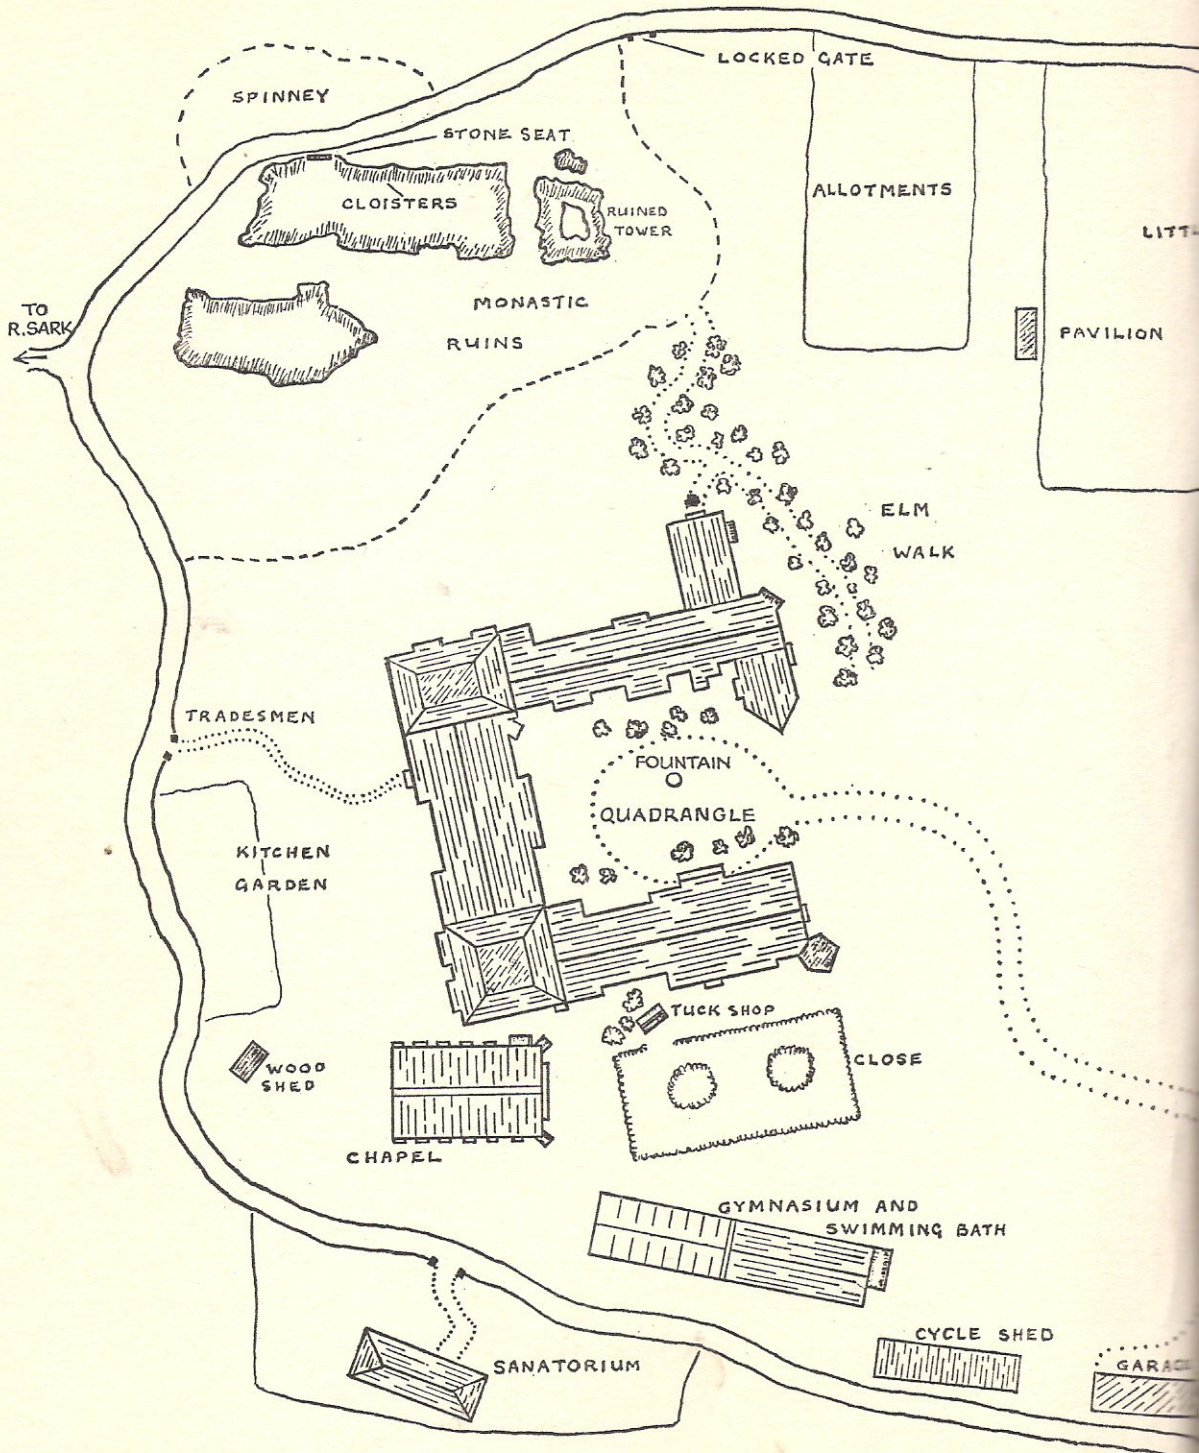 LOCKED GATE
SPINNEY
STONE SEAT
CLOISTERS
RUINED
TOWER
ALLOTMENTS
TO
R.SARK
MONASTIC
RUINS
PAVILION
ELM
WALK
TRADESMEN
FOUNTAIN
QUADRANGLE
KITCHEN
GARDEN
TUCK SHOP
WOOD
SHED
CLOSE
CHAPEL
GYMNASIUM AND
SWIMMING BATH
CYCLE SHED
SANATORIUM